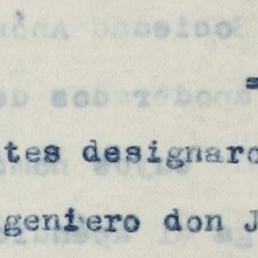 =
tes designaro
geniero don J